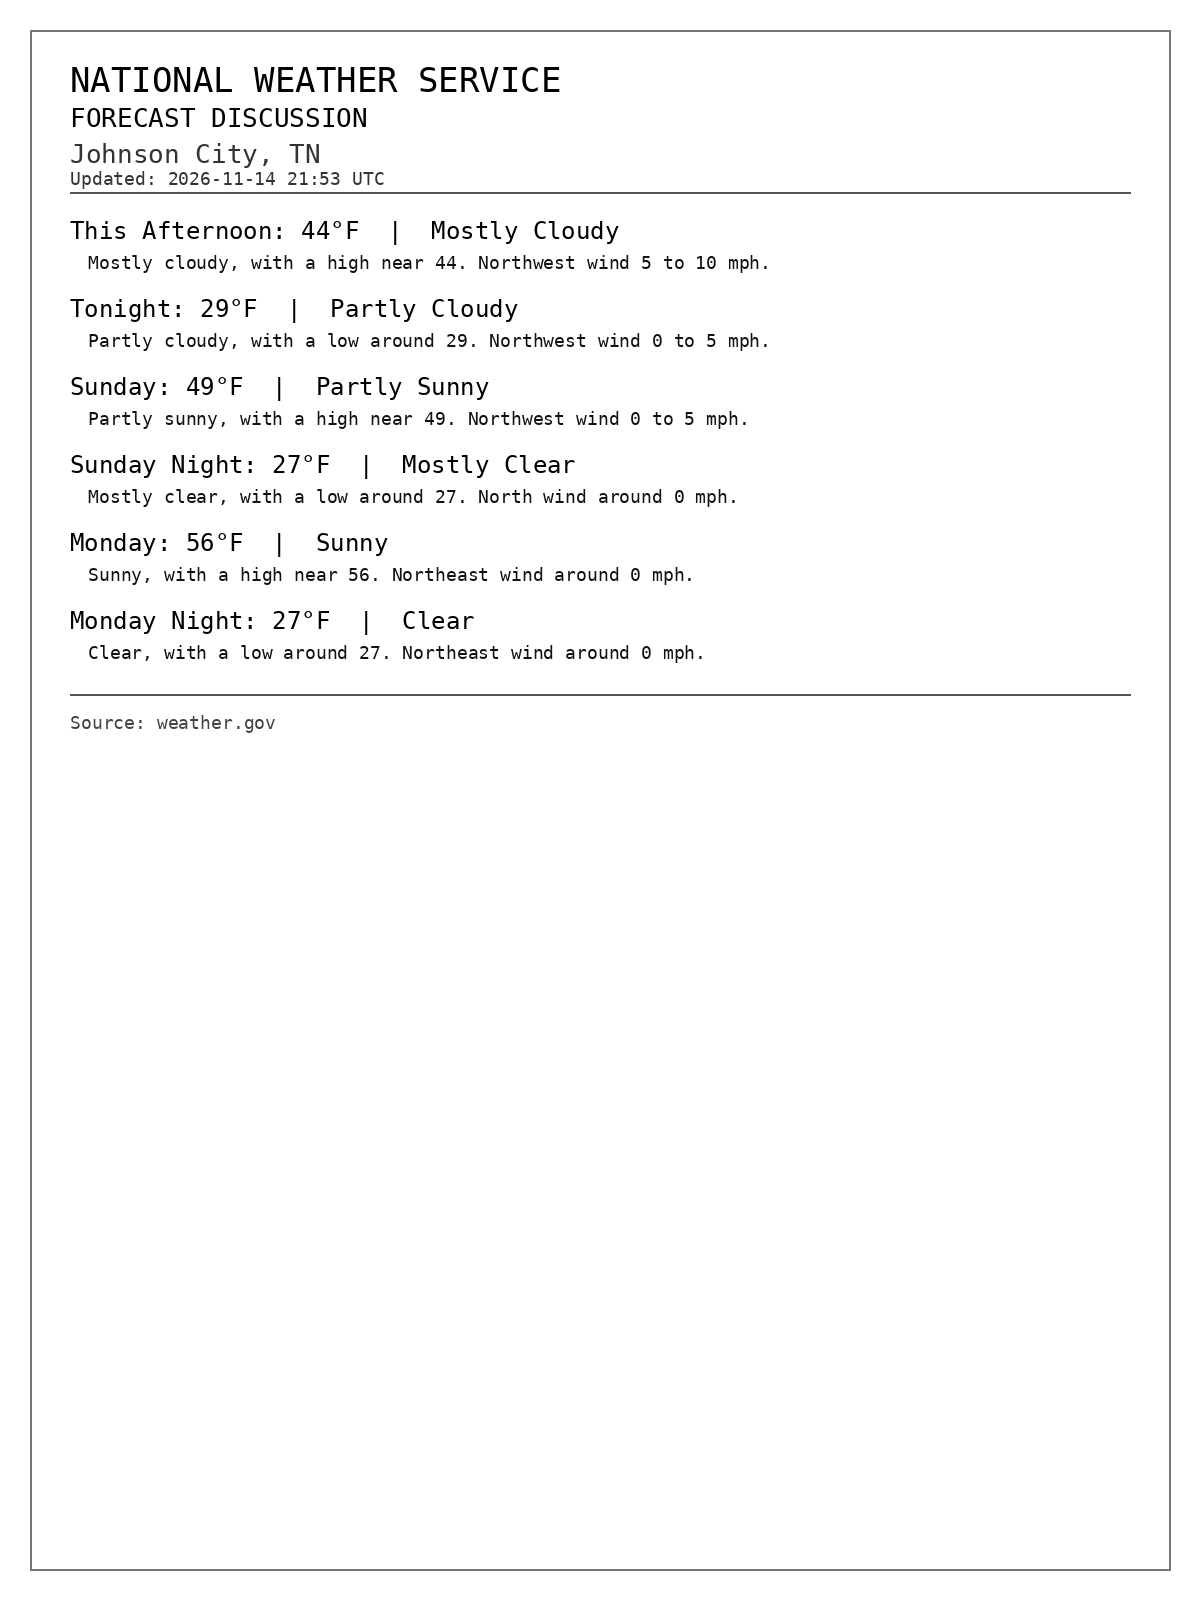 NATIONAL WEATHER SERVICE
FORECAST DISCUSSION
Johnson City, TN
Updated: 2026-11-14 21:53 UTC
This Afternoon: 44°F  |  Mostly Cloudy
Mostly cloudy, with a high near 44. Northwest wind 5 to 10 mph.
Tonight: 29°F  |  Partly Cloudy
Partly cloudy, with a low around 29. Northwest wind 0 to 5 mph.
Sunday: 49°F  |  Partly Sunny
Partly sunny, with a high near 49. Northwest wind 0 to 5 mph.
Sunday Night: 27°F  |  Mostly Clear
Mostly clear, with a low around 27. North wind around 0 mph.
Monday: 56°F  |  Sunny
Sunny, with a high near 56. Northeast wind around 0 mph.
Monday Night: 27°F  |  Clear
Clear, with a low around 27. Northeast wind around 0 mph.
Source: weather.gov